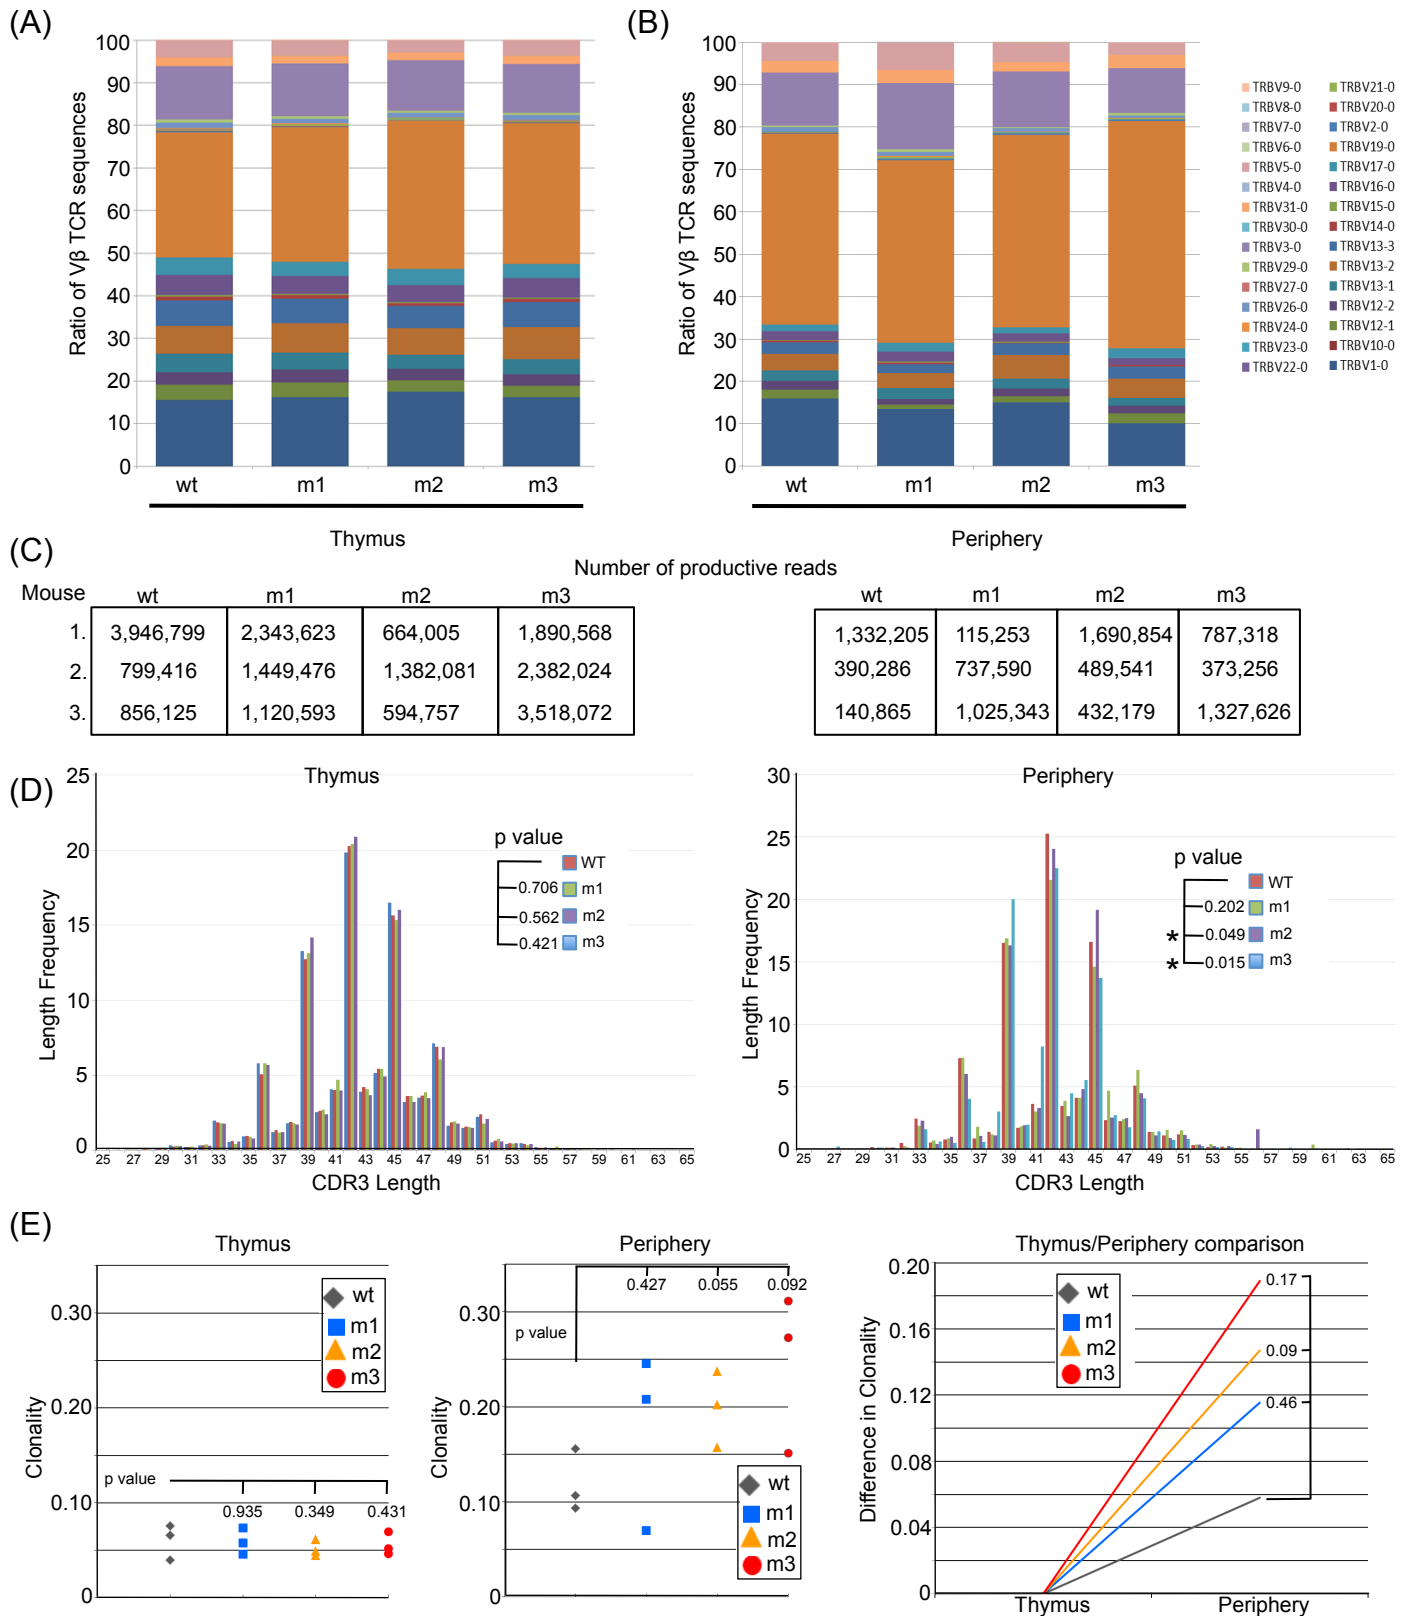 (A)
Ratio of Vβ TCR sequences
100
90
80
70
60
50
40
30
20
10
0
wt m1 m2 m3
Thymus
(B)
Ratio of Vβ TCR sequences
100
90
80
70
60
50
40
30
20
10
0
wt m1 m2 m3
Periphery
TRBV9-0 TRBV21-0
TRBV8-0 TRBV20-0
TRBV7-0 TRBV2-0
TRBV6-0 TRBV19-0
TRBV5-0 TRBV17-0
TRBV4-0 TRBV16-0
TRBV31-0 TRBV15-0
TRBV30-0 TRBV14-0
TRBV3-0 TRBV13-3
TRBV29-0 TRBV13-2
TRBV27-0 TRBV13-1
TRBV26-0 TRBV12-2
TRBV24-0 TRBV12-1
TRBV23-0 TRBV10-0
TRBV22-0 TRBV1-0
(C)
Number of productive reads
Mouse wt m1 m2 m3
1. 3,946,799 2,343,623 664,005 1,890,568
2. 799,416 1,449,476 1,382,081 2,382,024
3. 856,125 1,120,593 594,757 3,518,072
wt m1 m2 m3
1,332,205 115,253 1,690,854 787,318
390,286 737,590 489,541 373,256
140,865 1,025,343 432,179 1,327,626
(D)
Thymus
Length Frequency
25
20
15
10
5
0
p value
WT
0.706 m1
0.562 m2
0.421 m3
25 27 29 31 33 35 37 39 41 43 45 47 49 51 53 55 57 59 61 63 65
CDR3 Length
Periphery
Length Frequency
30
25
20
15
10
5
0
p value
WT
0.202 m1
* 0.049 m2
* 0.015 m3
25 27 29 31 33 35 37 39 41 43 45 47 49 51 53 55 57 59 61 63 65
CDR3 Length
(E)
Thymus
Clonality
0.30
0.20
0.10
0
wt
m1
m2
m3
p value
0.935 0.349 0.431
Periphery
Clonality
0.30
0.20
0.10
0
0.427 0.055 0.092
p value
wt
m1
m2
m3
Thymus/Periphery comparison
Difference in Clonality
0.20
0.16
0.12
0.08
0.04
0
wt
m1
m2
m3
0.17
0.09
0.46
Thymus Periphery